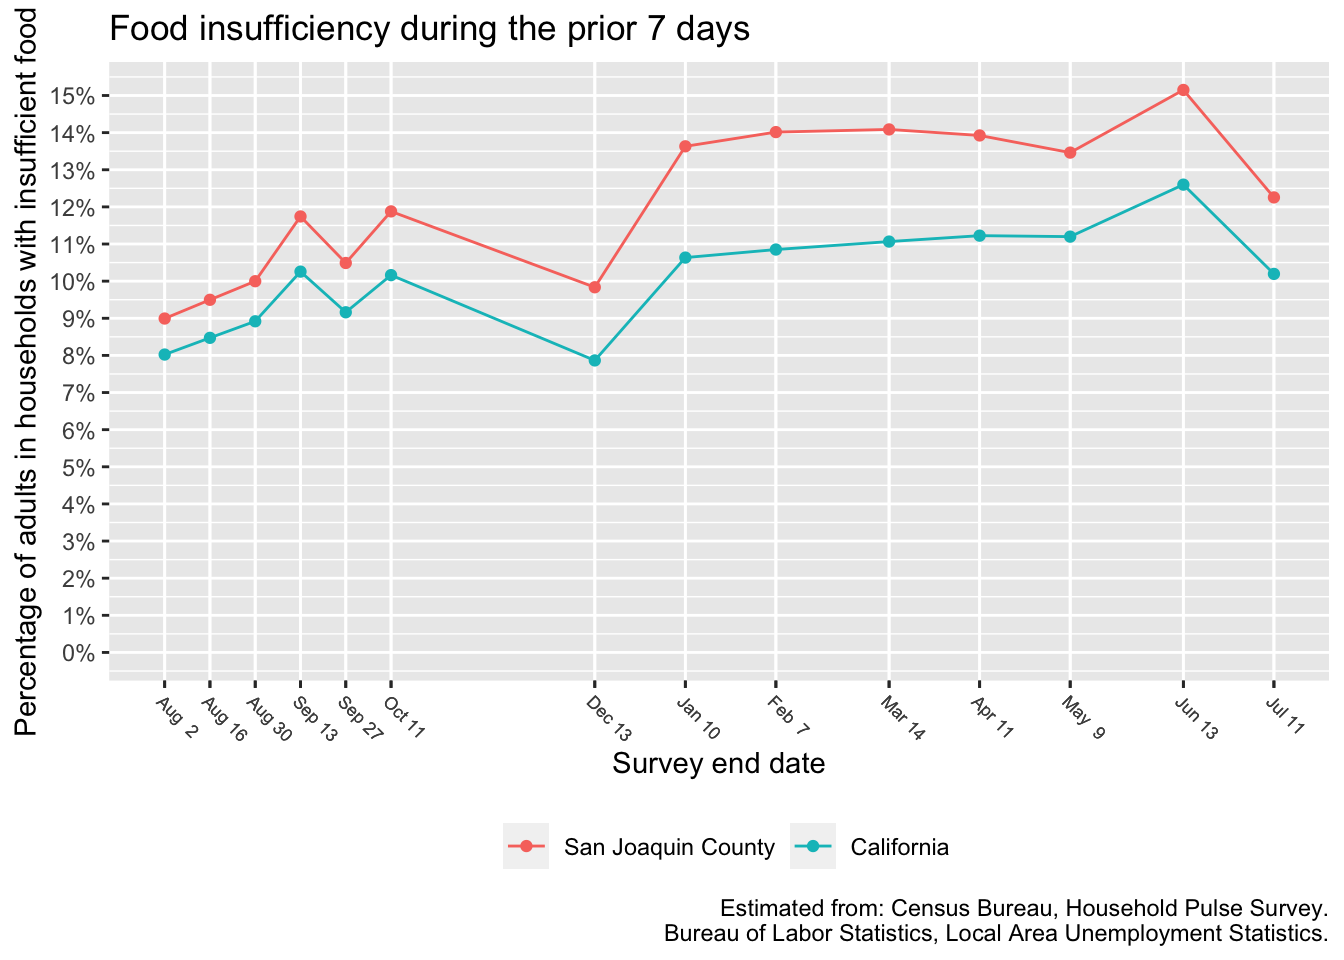 Food insufficiency during the prior 7 days
Percentage of adults in households with insufficient food
15%
14%
13%
12%
11%
10%
9%
8%
7%
6%
5%
4%
3%
2%
1%
0%
Aug 2
Aug 16
Aug 30
Sep 13
Sep 27
Oct 11
Dec 13
Jan 10
Feb 7
Mar 14
Apr 11
May 9
Jun 13
Jul 11
Survey end date
San Joaquin County
California
Estimated from: Census Bureau, Household Pulse Survey.
Bureau of Labor Statistics, Local Area Unemployment Statistics.